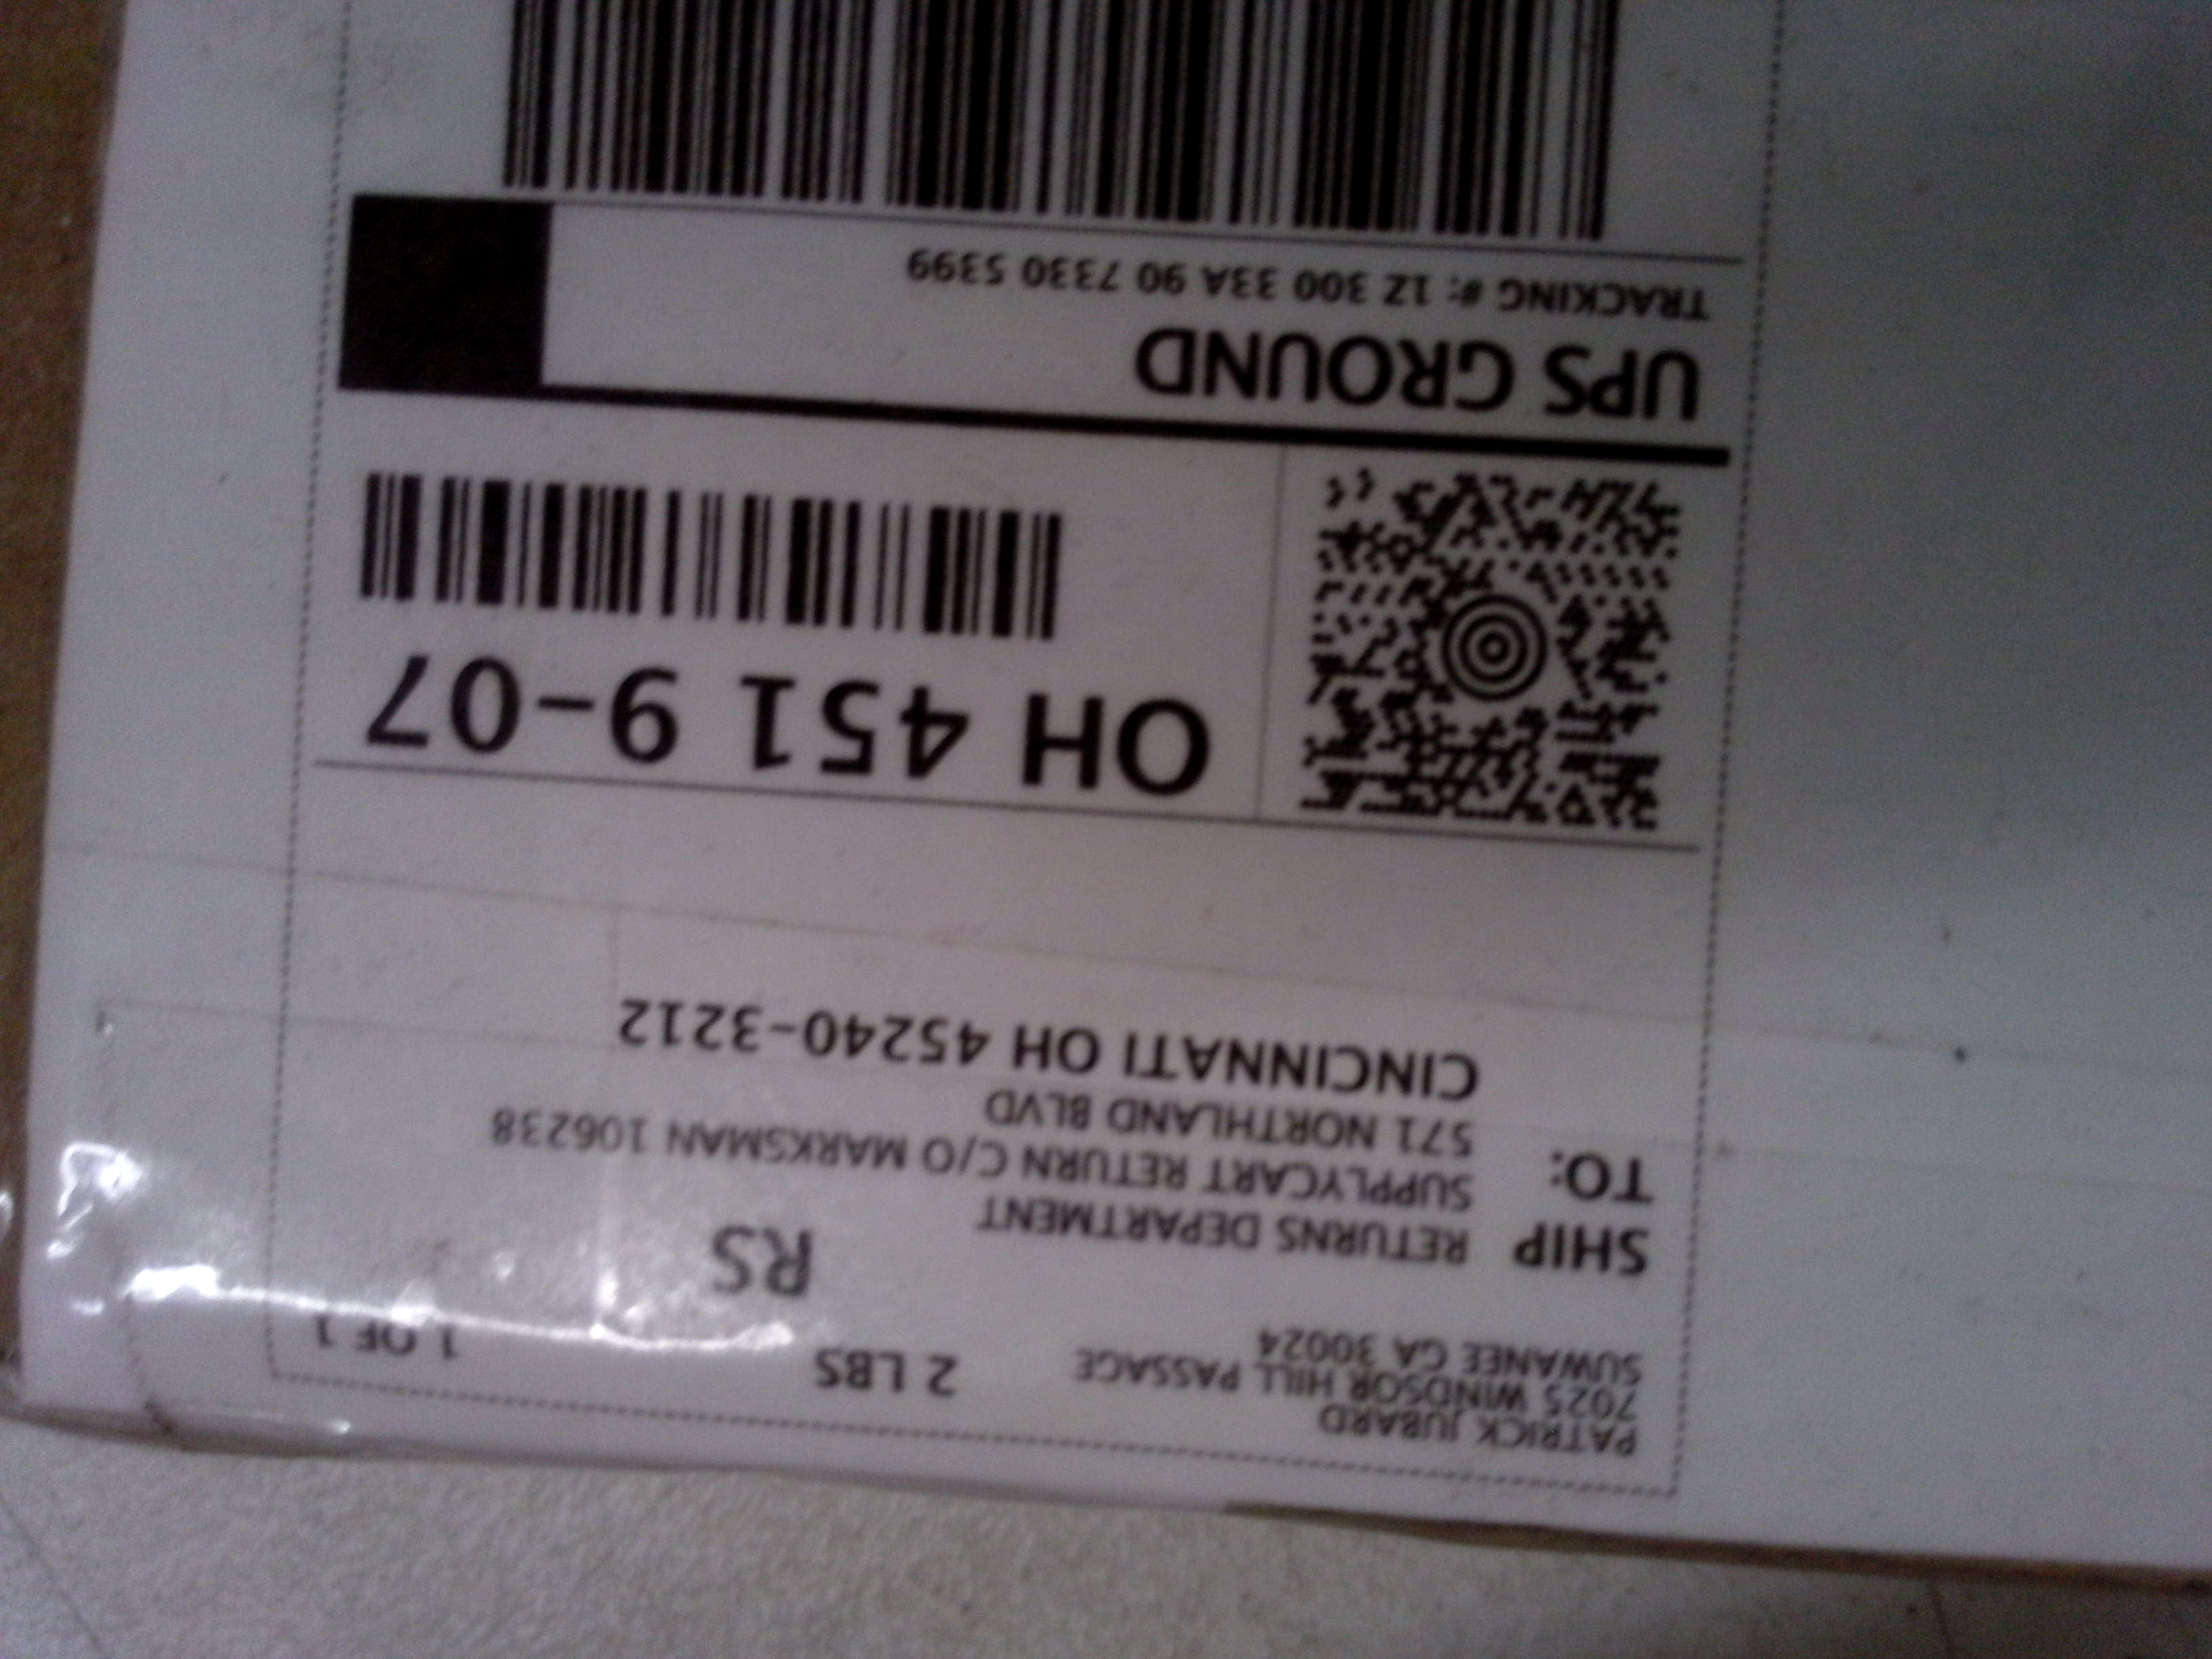 PATRICK JUBARD
7025 WINDSOR HILL PASSAGE
SUWANEE GA 30024
2 LBS
1 OF 1
RS
SHIP TO:
RETURNS DEPARTMENT
SUPPLYCART RETURN C/O MARKSMAN 106238
571 NORTHLAND BLVD
CINCINNATI OH 45240-3212
OH 451 9-07
UPS GROUND
TRACKING #: 1Z 300 33A 90 7330 5399